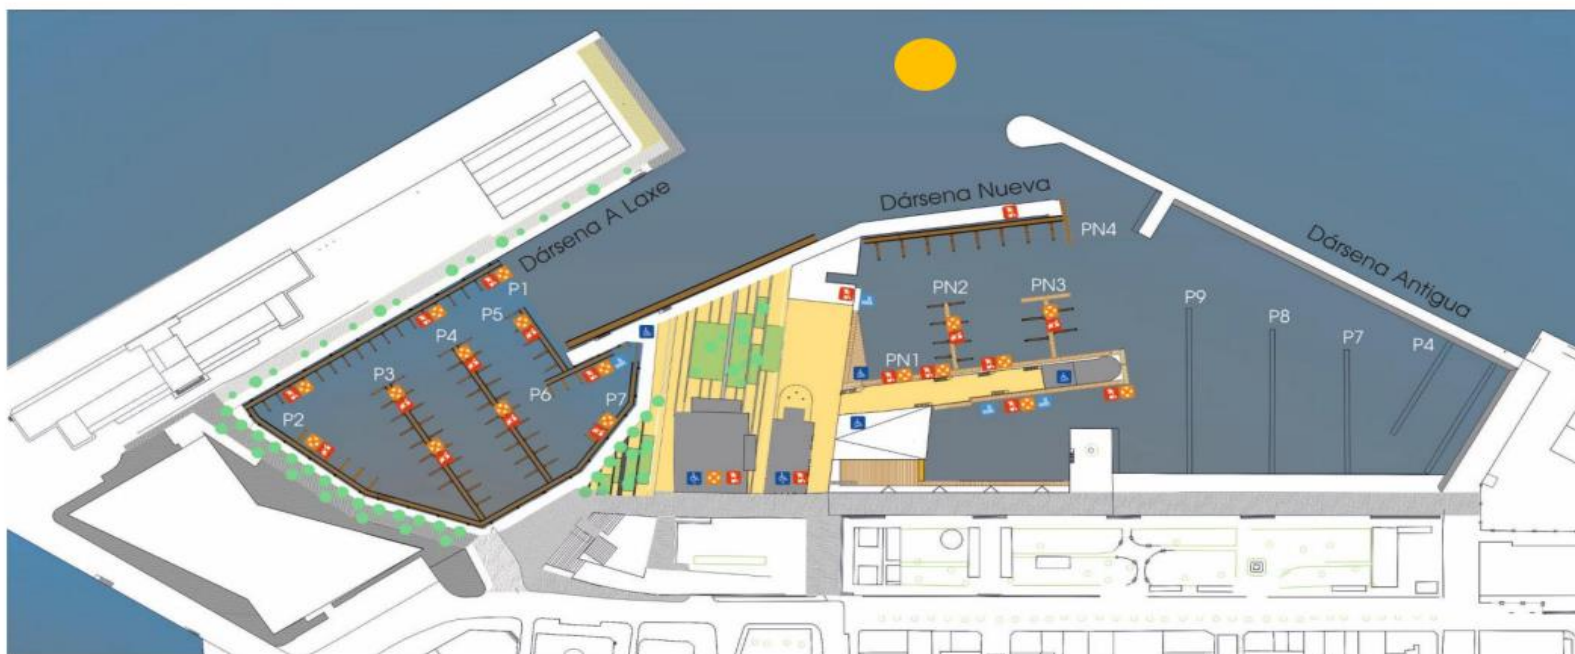 Dársena A Laxe
Dársena Nueva
Dársena Antigua
P1
P5
P4
P3
P2
P6
P7
PN4
PN2
PN3
PN1
P9
P8
P7
P4